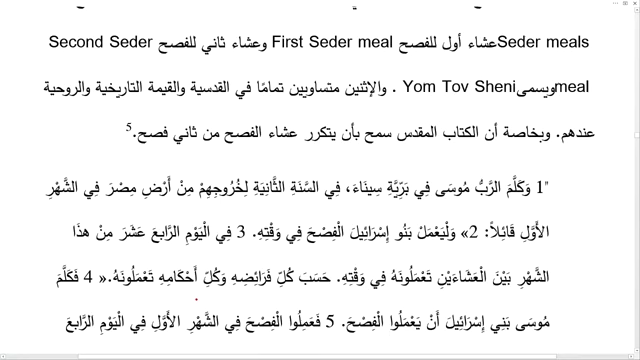 Seder meals عشاء أول للفصح First Seder meal وعشاء ثاني للفصح Second Seder
meal ويسمى Yom Tov Sheni . والإثنين متساويين تمامًا في القدسية والقيمة التاريخية والروحية
عندهم. وبخاصة أن الكتاب المقدس سمح بأن يتكرر عشاء الفصح من ثاني فصح.5
"1 وَكَلَّمَ الرَّبُّ مُوسَى فِي بَرِّيَّةِ سِينَاءَ، فِي السَّنَةِ الثَّانِيَةِ لِخُرُوجِهِمْ مِنْ أَرْضِ مِصْرَ فِي الشَّهْرِ
الأَوَّلِ قَائِلاً: 2» وَلْيَعْمَلْ بَنُو إِسْرَائِيلَ الْفِصْحَ فِي وَقْتِهِ. 3 فِي الْيَوْمِ الرَّابعَ عَشَرَ مِنْ هذَا
الشَّهْرِ بَيْنَ الْعَشَاءَيْنِ تَعْمَلُونَهُ فِي وَقْتِهِ. حَسَبَ كُلِّ فَرَائِضِهِ وَكُلِّ أَحْكَامِهِ تَعْمَلُونَهُ.« 4 فَكَلَّمَ
مُوسَى بَنِي إِسْرَائِيلَ أَنْ يَعْمَلُوا الْفِصْحَ. 5 فَعَمِلُوا الْفِصْحَ فِي الشَّهْرِ الأَوَّلِ فِي الْيَوْمِ الرَّابعَ